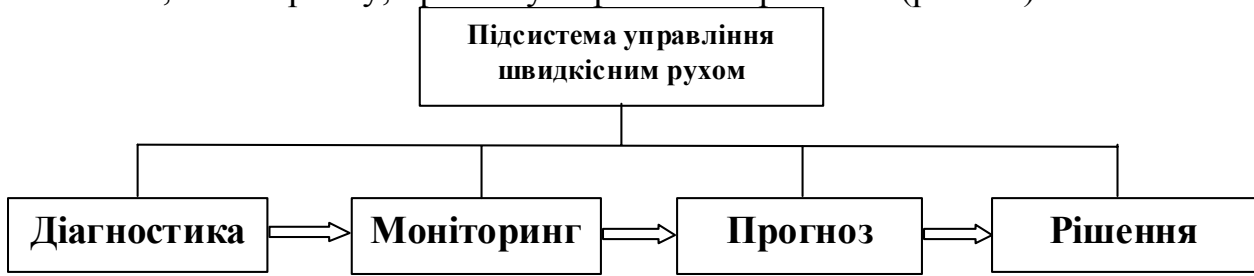 Підсистема управління
швидкісним рухом
Діагностика Моніторинг Прогноз Рішення